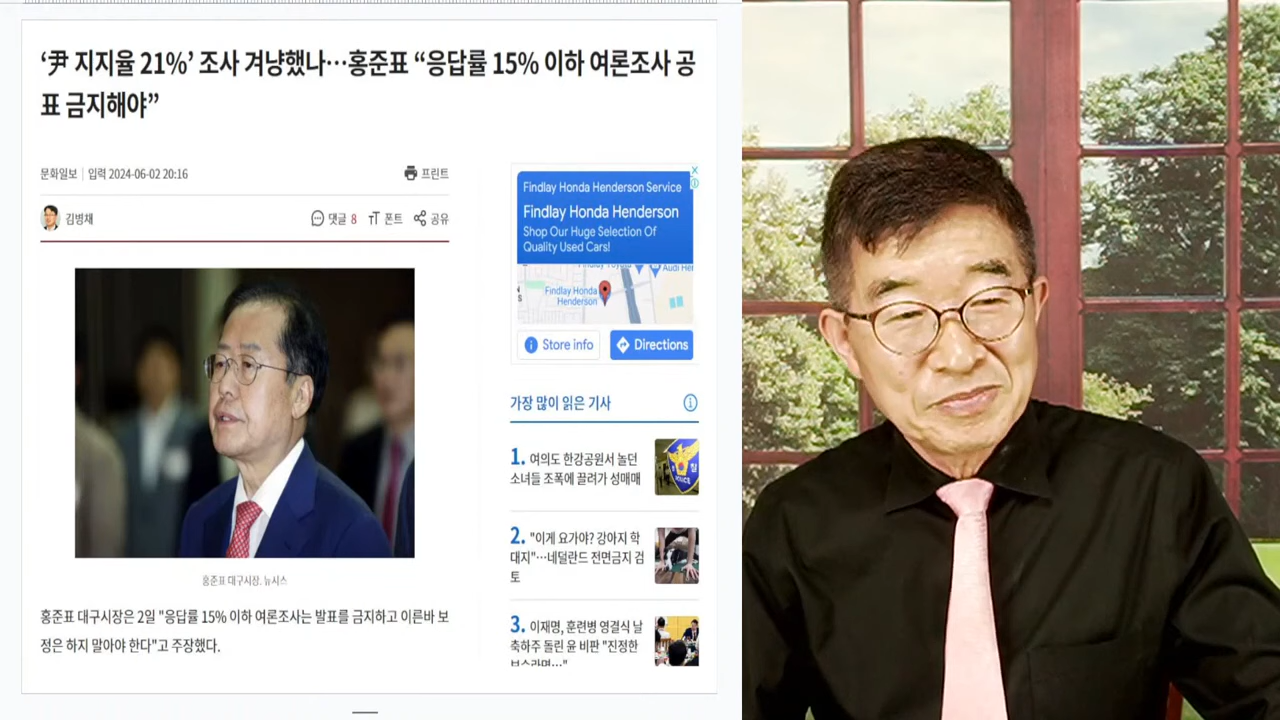 ‘尹 지지율 21%’ 조사 겨냥했나…홍준표 “응답률 15% 이하 여론조사 공
표 금지해야”
문화일보 | 입력 2024-06-02 20:16
프린트
김병채
댓글 8
폰트
공유
홍준표 대구시장. 뉴시스
홍준표 대구시장은 2일 "응답률 15% 이하 여론조사는 발표를 금지하고 이른바 보
정은 하지 말아야 한다"고 주장했다.
Findlay Honda Henderson Service
Findlay Honda Henderson
Shop Our Huge Selection Of
Quality Used Cars!
Findlay Toyota
Audi Her
Findlay Honda
Henderson
Store info
Directions
가장 많이 읽은 기사
1. 여의도 한강공원서 놀던
소녀들 조폭에 끌려가 성매매
2. "이게 요가야? 강아지 학
대지"…네덜란드 전면금지 검
토
3. 이재명, 훈련병 영결식 날
축하주 돌린 윤 비판 "진정한
보수라면…"